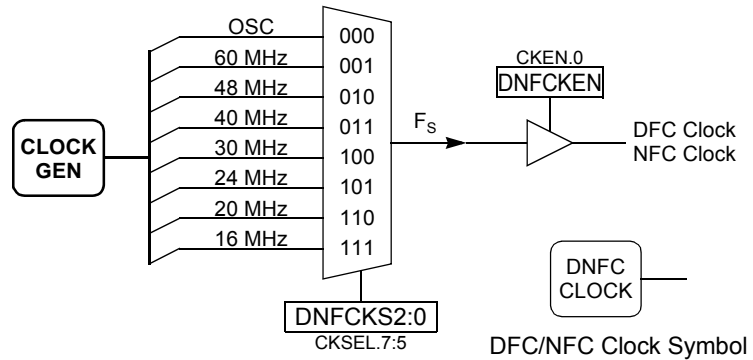 OSC
60 MHz
48 MHz
40 MHz
30 MHz
24 MHz
20 MHz
16 MHz
CLOCK
GEN
000
001
010
011
100
101
110
111
DNFCKS2:0
CKSEL.7:5
FS
CKEN.0
DNFCKEN
DFC Clock
NFC Clock
DNFC
CLOCK
DFC/NFC Clock Symbol